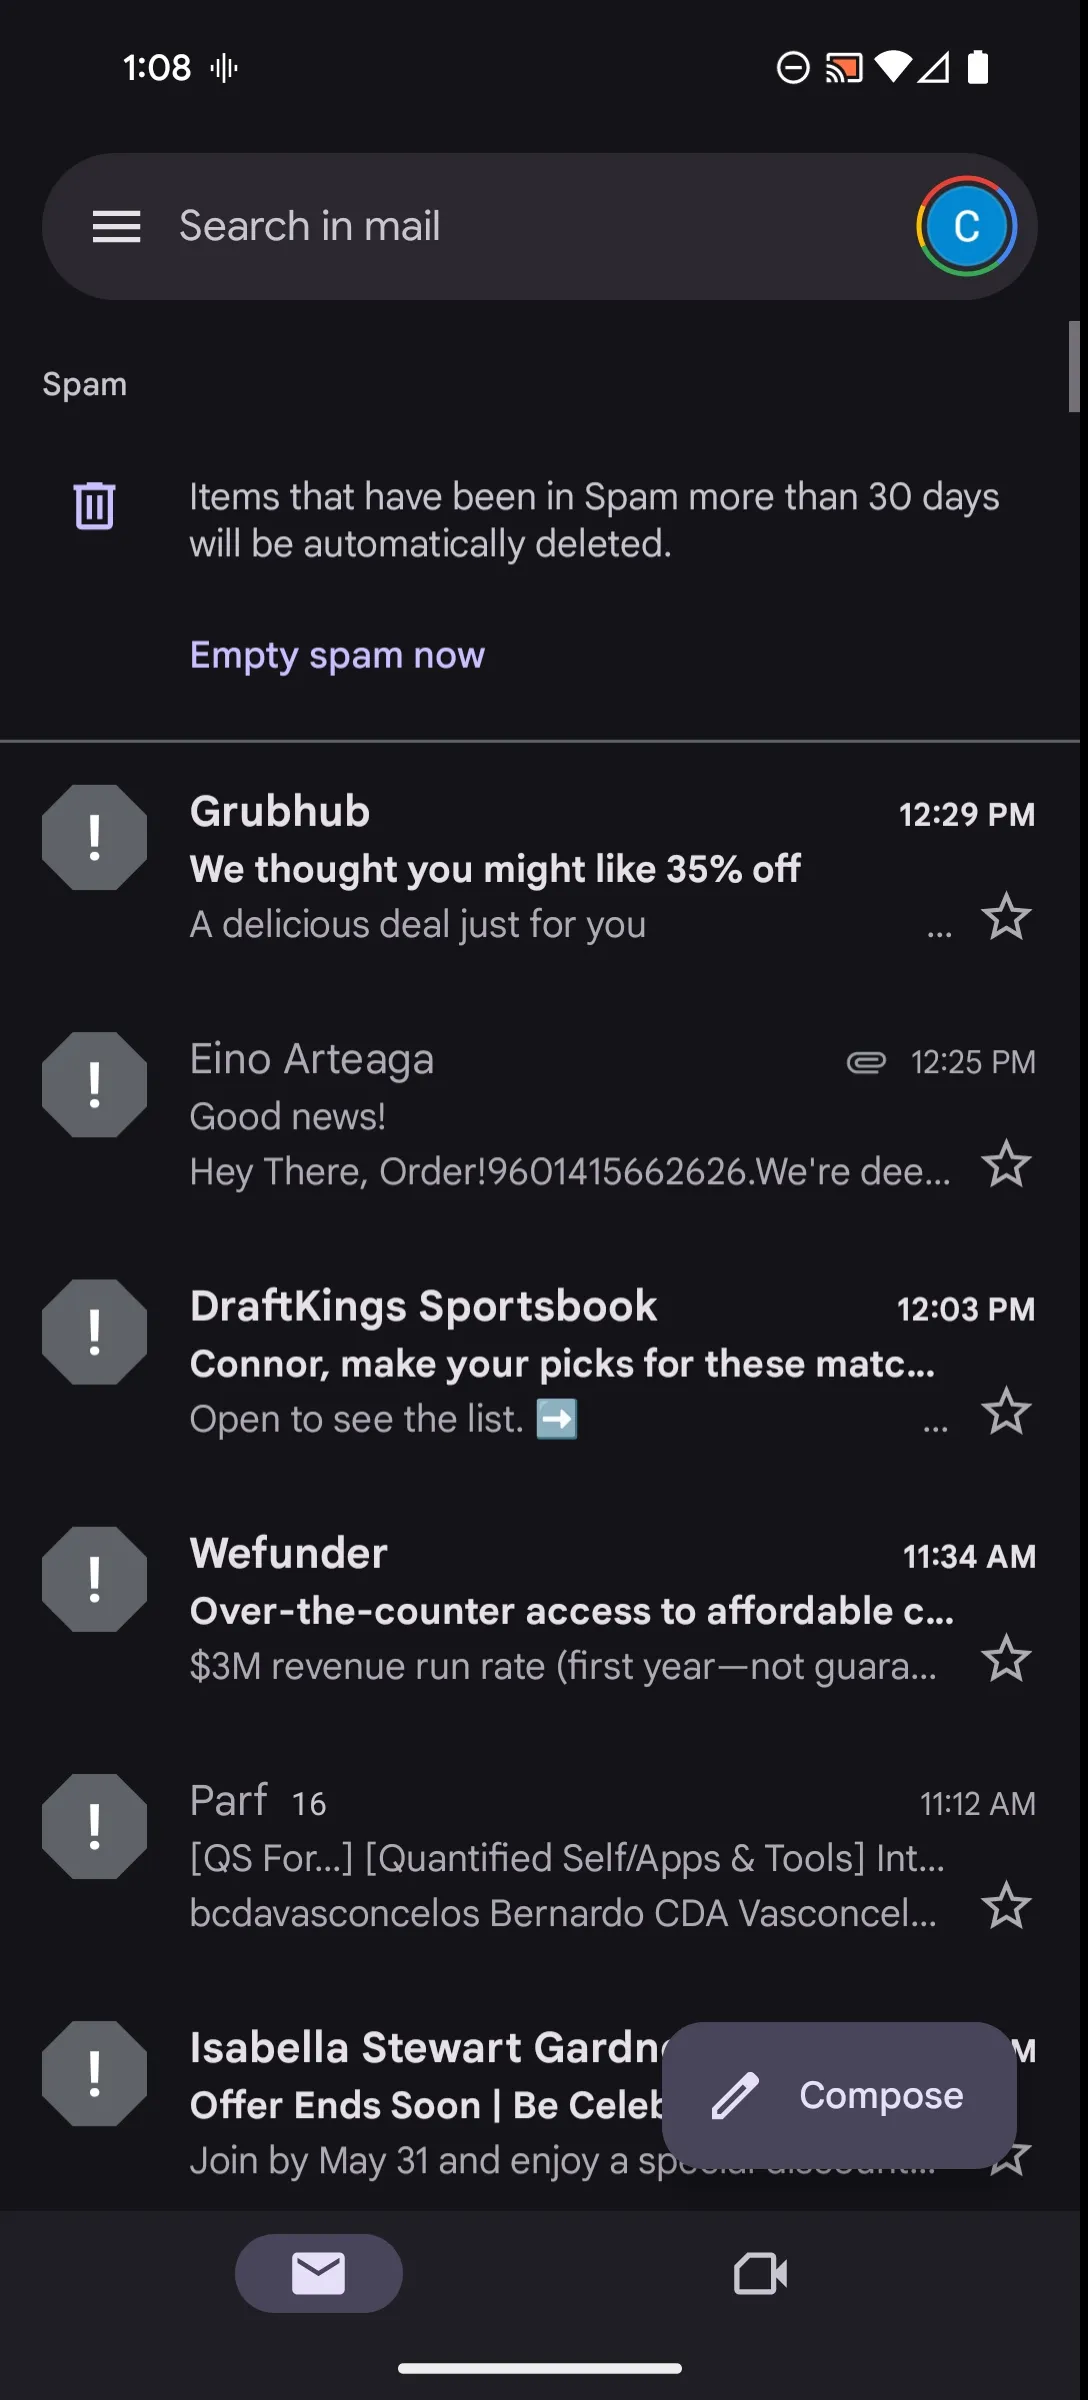 1:08
Search in mail
C
Spam
Items that have been in Spam more than 30 days
will be automatically deleted.
Empty spam now
Grubhub 12:29 PM
We thought you might like 35% off
A delicious deal just for you ...
Eino Arteaga 12:25 PM
Good news!
Hey There, Order!9601415662626.We're dee...
DraftKings Sportsbook 12:03 PM
Connor, make your picks for these matc...
Open to see the list. ➡️ ...
Wefunder 11:34 AM
Over-the-counter access to affordable c...
$3M revenue run rate (first year—not guara...
Parf 16 11:12 AM
[QS For...] [Quantified Self/Apps & Tools] Int...
bcdavasconcelos Bernardo CDA Vasconcel...
Isabella Stewart Gardn M
Offer Ends Soon | Be Celeb
Join by May 31 and enjoy a special discount...
Compose